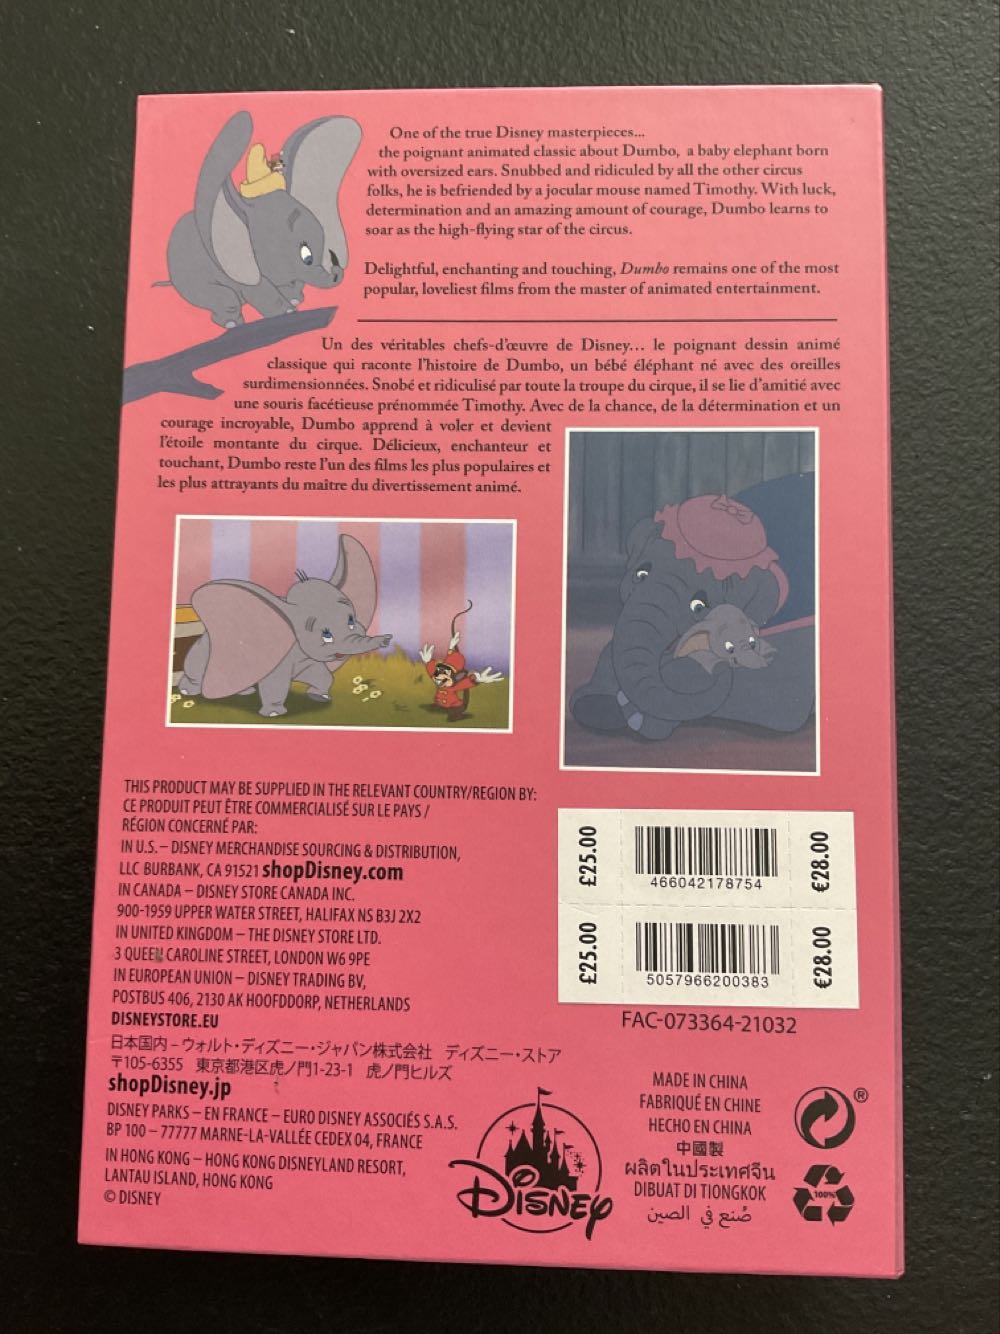 One of the true Disney masterpieces...
the poignant animated classic about Dumbo, a baby elephant born
with oversized ears. Snubbed and ridiculed by all the other circus
folks, he is befriended by a jocular mouse named Timothy. With luck,
determination and an amazing amount of courage, Dumbo learns to
soar as the high-flying star of the circus.
Delightful, enchanting and touching, Dumbo remains one of the most
popular, loveliest films from the master of animated entertainment.
Un des véritables chefs-d'œuvre de Disney... le poignant dessin animé
classique qui raconte l'histoire de Dumbo, un bébé éléphant né avec des oreilles
surdimensionnées. Snobé et ridiculisé par toute la troupe du cirque, il se lie d'amitié avec
une souris facétieuse prénommée Timothy. Avec de la chance, de la détermination et un
courage incroyable, Dumbo apprend à voler et devient
l'étoile montante du cirque. Délicieux, enchanteur et
touchant, Dumbo reste l'un des films les plus populaires et
les plus attrayants du maître du divertissement animé.
THIS PRODUCT MAY BE SUPPLIED IN THE RELEVANT COUNTRY/REGION BY:
CE PRODUIT PEUT ÊTRE COMMERCIALISÉ SUR LE PAYS /
RÉGION CONCERNÉ PAR:
IN U.S. – DISNEY MERCHANDISE SOURCING & DISTRIBUTION,
LLC BURBANK, CA 91521 shopDisney.com
IN CANADA – DISNEY STORE CANADA INC.
900-1959 UPPER WATER STREET, HALIFAX NS B3J 2X2
IN UNITED KINGDOM – THE DISNEY STORE LTD.
3 QUEEN CAROLINE STREET, LONDON W6 9PE
IN EUROPEAN UNION – DISNEY TRADING BV,
POSTBUS 406, 2130 AK HOOFDDORP, NETHERLANDS
DISNEYSTORE.EU
日本国内 – ウォルト・ディズニー・ジャパン株式会社 ディズニー・ストア
〒105-6355 東京都港区虎ノ門1-23-1 虎ノ門ヒルズ
shopDisney.jp
DISNEY PARKS – EN FRANCE – EURO DISNEY ASSOCIÉS S.A.S.
BP 100 – 77777 MARNE-LA-VALLÉE CEDEX 04, FRANCE
IN HONG KONG – HONG KONG DISNEYLAND RESORT,
LANTAU ISLAND, HONG KONG
© DISNEY
£25.00
466042178754
€28.00
£25.00
5057966200383
€28.00
FAC-073364-21032
MADE IN CHINA
FABRIQUÉ EN CHINE
HECHO EN CHINA
中國製
ผลิตในประเทศจีน
DIBUAT DI TIONGKOK
صُنع في الصين
DISNEY
®
100%